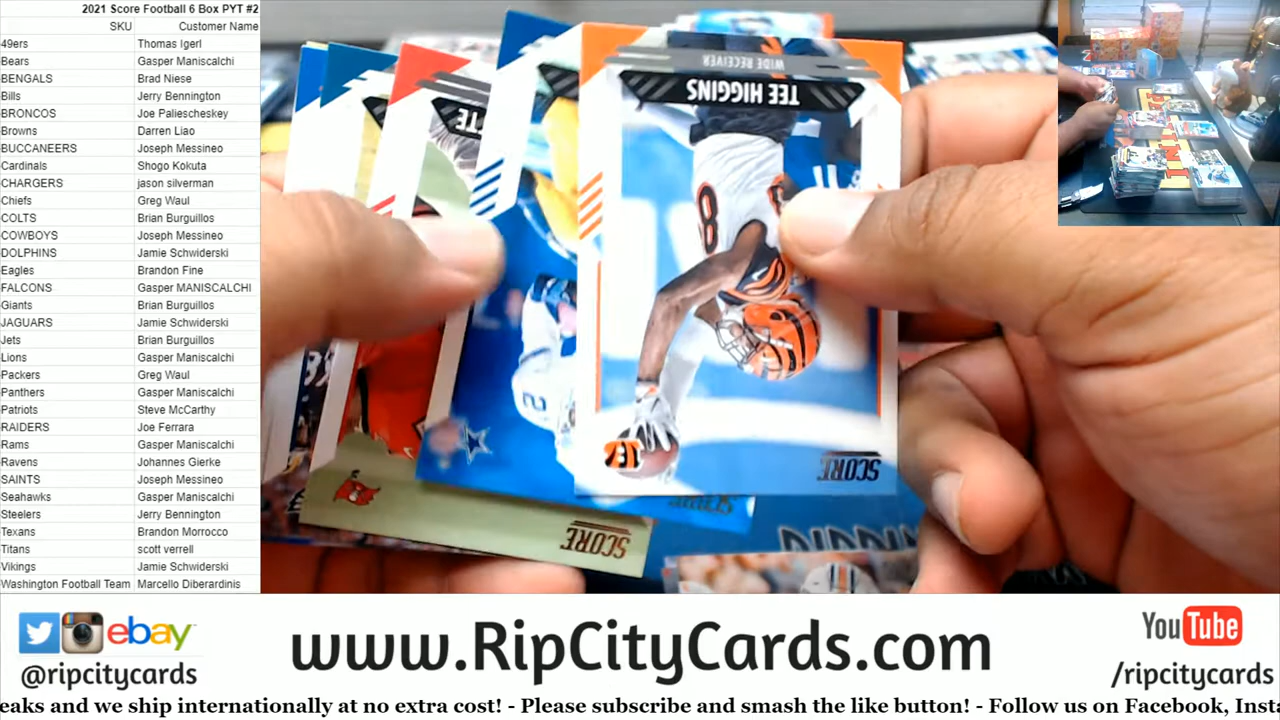 2021 Score Football 6 Box PYT #2
SKU Customer Name
49ers Thomas Igerl
Bears Gasper Maniscalchi
BENGALS Brad Niese
Bills Jerry Bennington
BRONCOS Joe Paliescheskey
Browns Darren Liao
BUCCANEERS Joseph Messineo
Cardinals Shogo Kokuta
CHARGERS jason silverman
Chiefs Greg Waul
COLTS Brian Burguillos
COWBOYS Joseph Messineo
DOLPHINS Jamie Schwiderski
Eagles Brandon Fine
FALCONS Gasper MANISCALCHI
Giants Brian Burguillos
JAGUARS Jamie Schwiderski
Jets Brian Burguillos
Lions Gasper Maniscalchi
Packers Greg Waul
Panthers Gasper Maniscalchi
Patriots Steve McCarthy
RAIDERS Joe Ferrara
Rams Gasper Maniscalchi
Ravens Johannes Gierke
SAINTS Joseph Messineo
Seahawks Gasper Maniscalchi
Steelers Jerry Bennington
Texans Brandon Morrocco
Titans scott verrell
Vikings Jamie Schwiderski
Washington Football Team Marcello Diberardinis
WIDE RECEIVER
TEE HIGGINS
TE
8
2
SCORE
SCORE
ebay
@ripcitycards
www.RipCityCards.com
YouTube
/ripcitycards
eaks and we ship internationally at no extra cost! - Please subscribe and smash the like button! - Follow us on Facebook, Insta